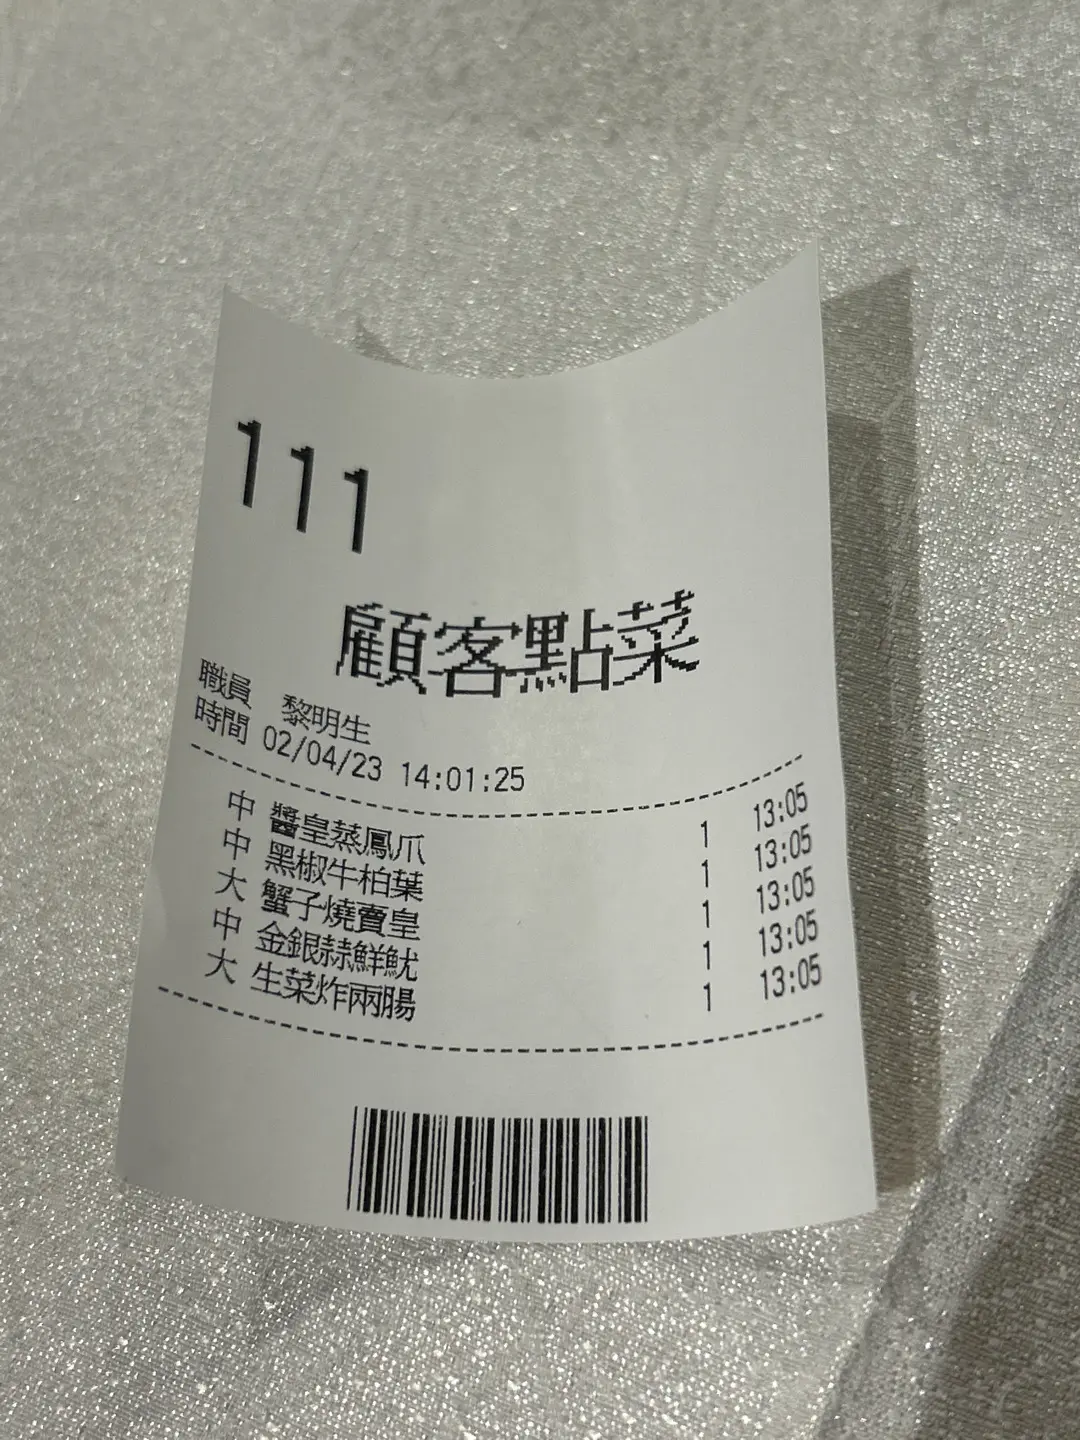 111
顧客點菜
職員 黎明生
時間 02/04/23 14:01:25
中 醬皇蒸鳳爪 1 13:05
中 黑椒牛柏葉 1 13:05
大 蟹子燒賣皇 1 13:05
中 金銀蒜鮮魷 1 13:05
大 生菜炸兩腸 1 13:05